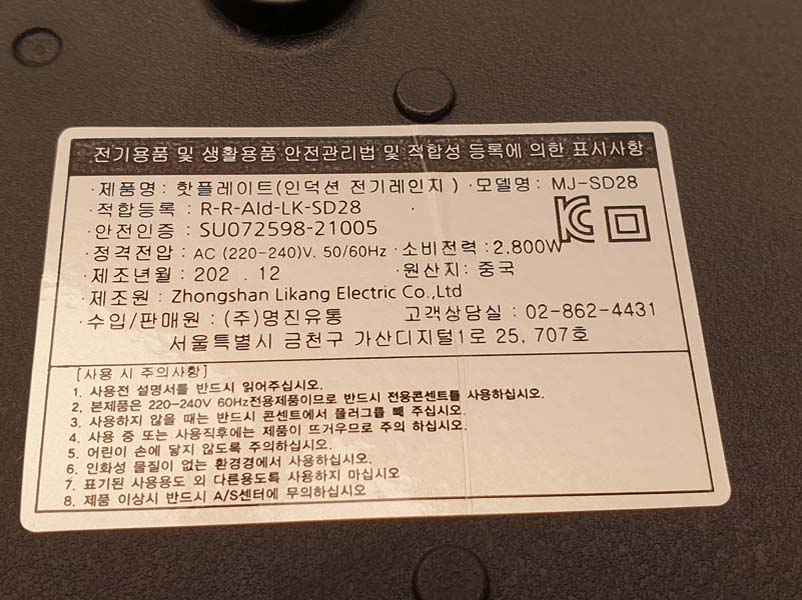 전기용품 및 생활용품 안전관리법 및 적합성 등록에 의한 표시사항
·제품명: 핫플레이트(인덕션 전기레인지) ·모델명: MJ-SD28
·적합등록 : R-R-Ald-LK-SD28
·안전인증 : SU072598-21005
·정격전압: AC (220-240)V. 50/60Hz ·소비전력:2,800W
·제조년월 : 202 . 12 ·원산지: 중국
·제조원 : Zhongshan Likang Electric Co.,Ltd
·수입/판매원 : (주)명진유통 고객상담실 : 02-862-4431
서울특별시 금천구 가산디지털1로 25, 707호
[사용 시 주의사항]
1. 사용전 설명서를 반드시 읽어주십시오.
2. 본제품은 220-240V 60Hz전용제품이므로 반드시 전용콘센트를 사용하십시오.
3. 사용하지 않을 때는 반드시 콘센트에서 플러그를 빼 주십시오.
4. 사용 중 또는 사용직후에는 제품이 뜨거우므로 주의 하십시오.
5. 어린이 손에 닿지 않도록 주의하십시오.
6. 인화성 물질이 없는 환경경에서 사용하십시오.
7. 표기된 사용용도 외 다른용도록 사용하지 마십시오
8. 제품 이상시 반드시 A/S센터에 무의하십시오